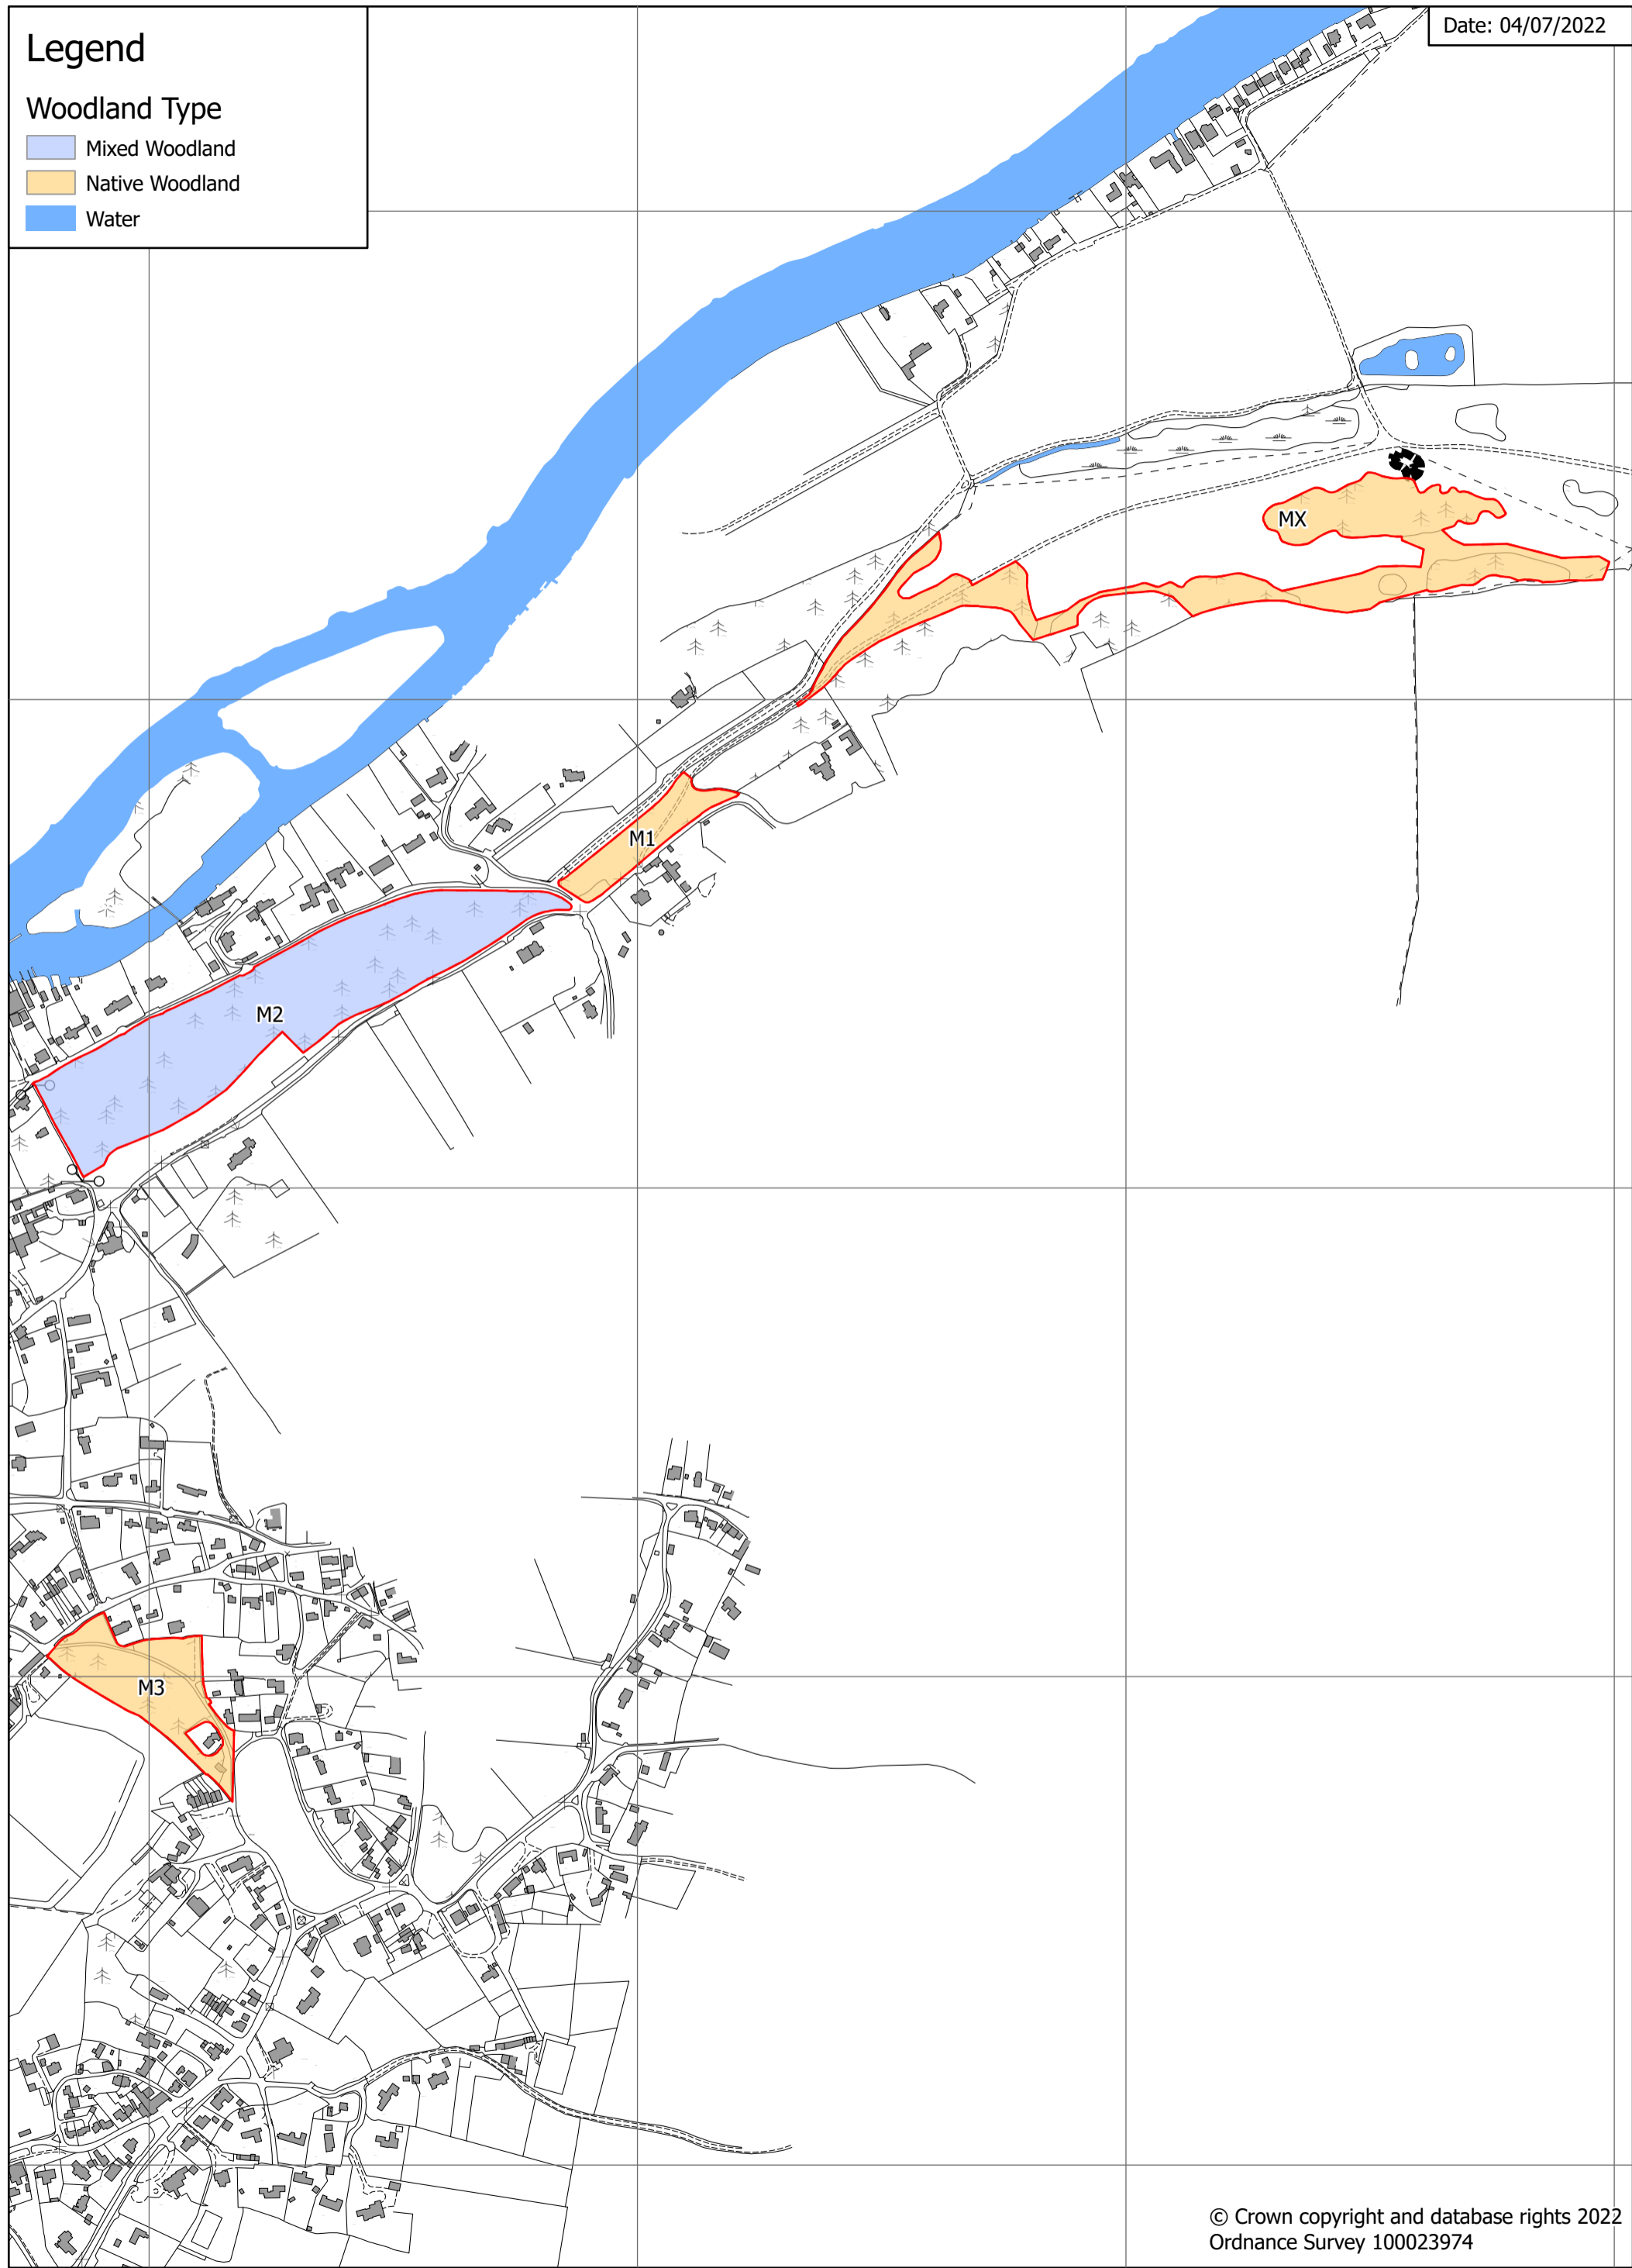 Legend
Date: 04/07/2022
Woodland Type
Mixed Woodland
Native Woodland
Water
MX
M1
M2
M3
© Crown copyright and database rights 2022
Ordnance Survey 100023974